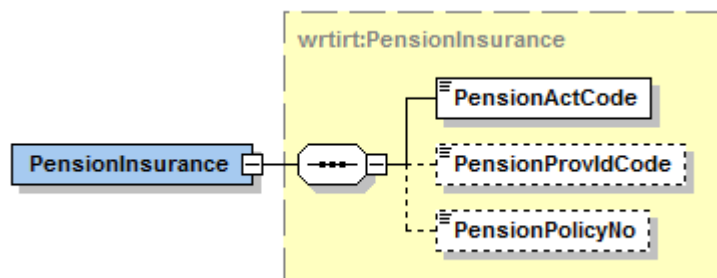 wrtirt:PensionInsurance
PensionActCode
PensionInsurance
PensionProvIdCode
PensionPolicyNo